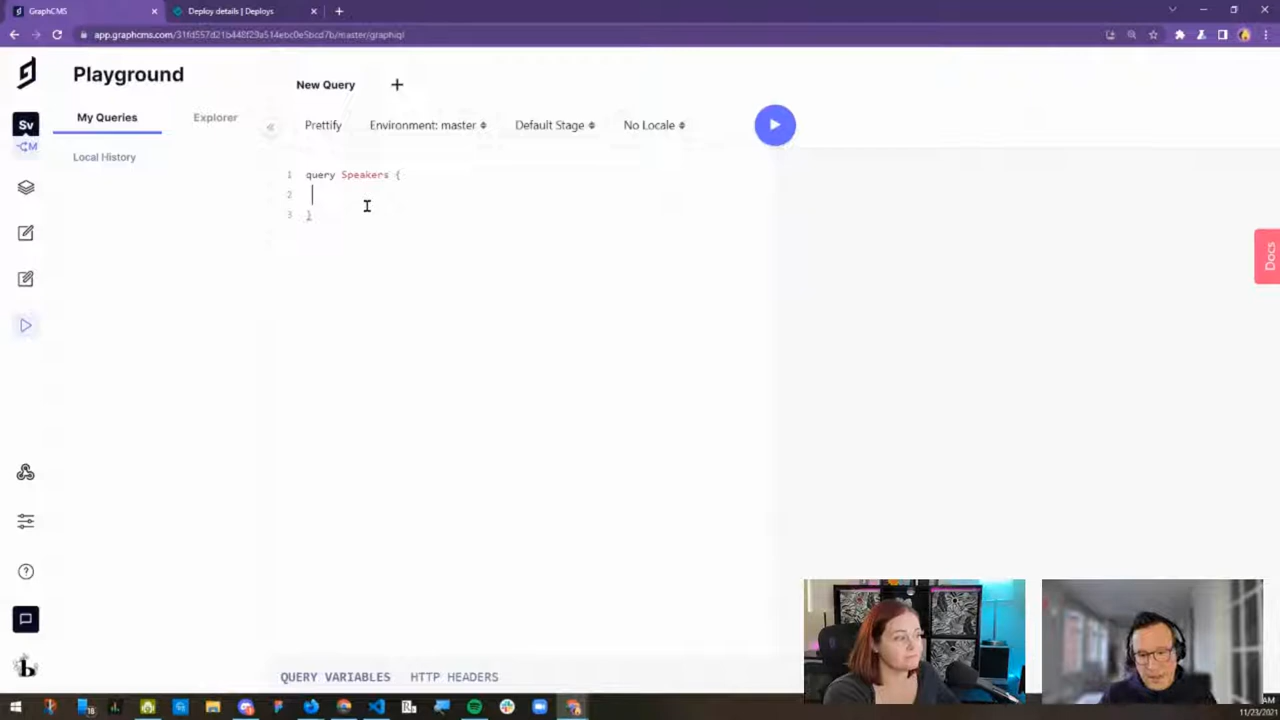 GraphCMS
Deploy details | Deploys
app.graphcms.com/31fd557d21b448f29a514ebc0e5bcd7b/master/graphiql
Playground
New Query
My Queries
Explorer
Prettify
Environment: master
Default Stage
No Locale
Sv
M
Local History
1 query Speakers {
2
3 }
Docs
QUERY VARIABLES
HTTP HEADERS
AM
11/23/2021